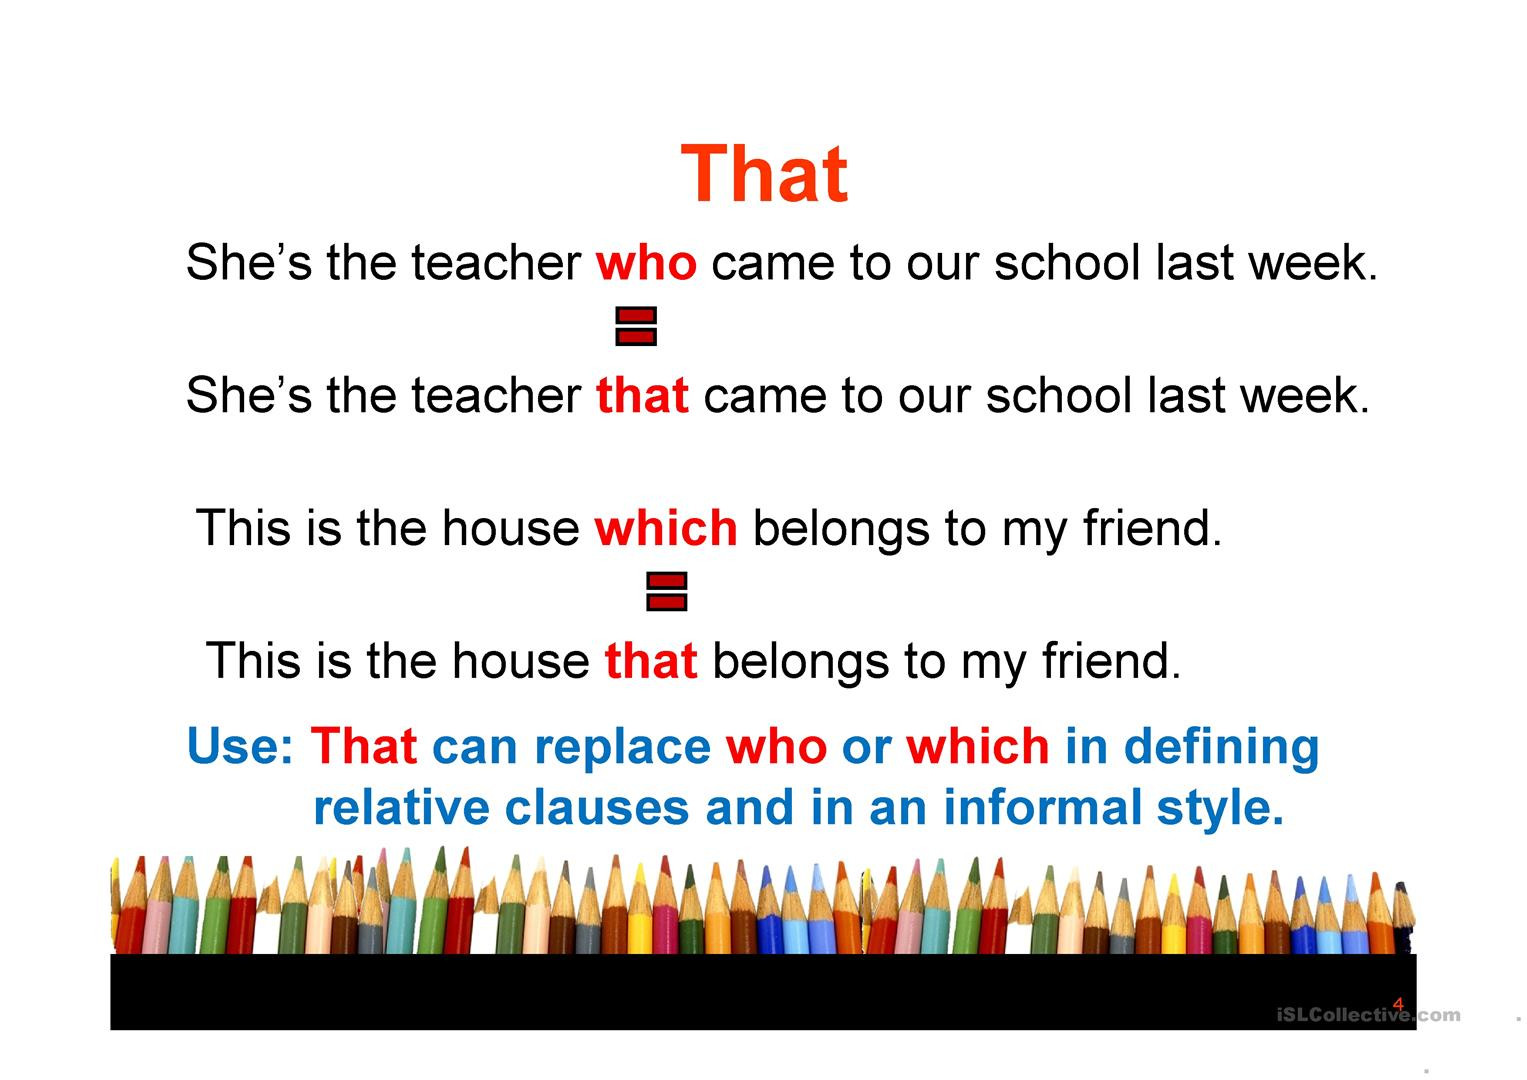 That
She’s the teacher who came to our school last week.
She’s the teacher that came to our school last week.
This is the house which belongs to my friend.
This is the house that belongs to my friend.
Use: That can replace who or which in defining
relative clauses and in an informal style.
4
iSLCollective.com